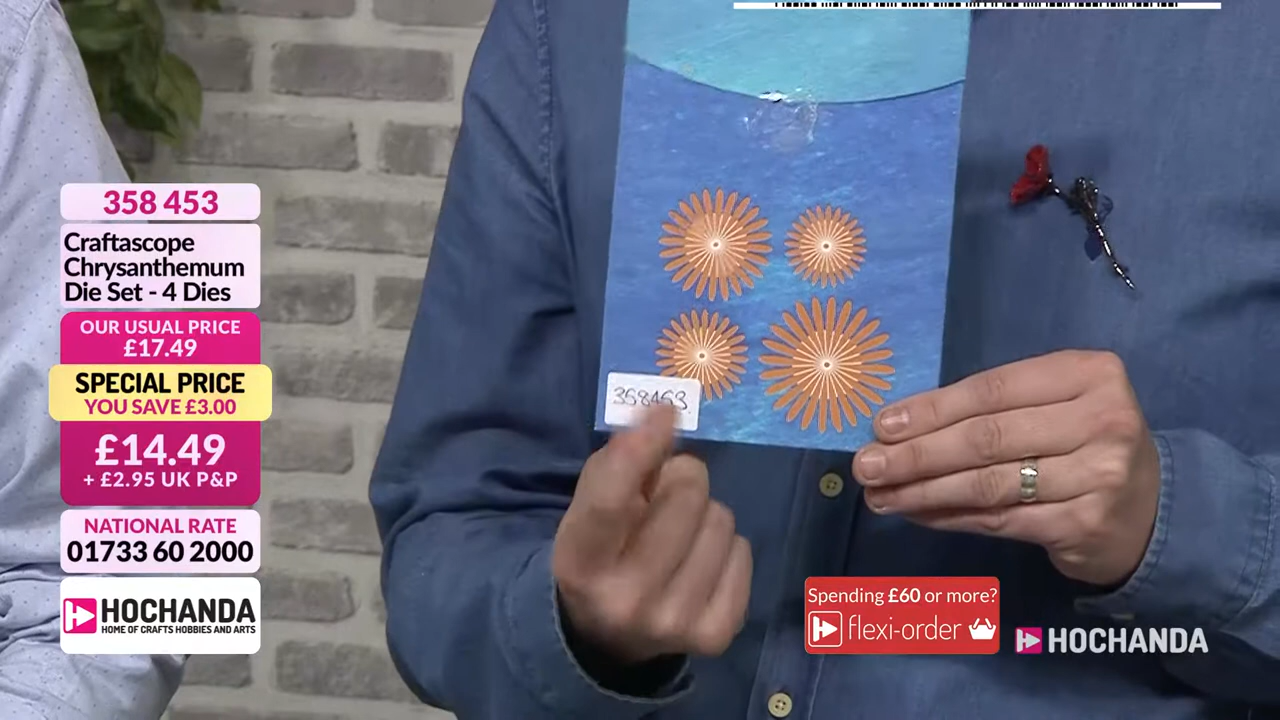 358 453
Craftascope
Chrysanthemum
Die Set - 4 Dies
OUR USUAL PRICE
£17.49
SPECIAL PRICE
YOU SAVE £3.00
£14.49
+ £2.95 UK P&P
NATIONAL RATE
01733 60 2000
HOCHANDA
HOME OF CRAFTS HOBBIES AND ARTS
Spending £60 or more?
flexi-order
HOCHANDA